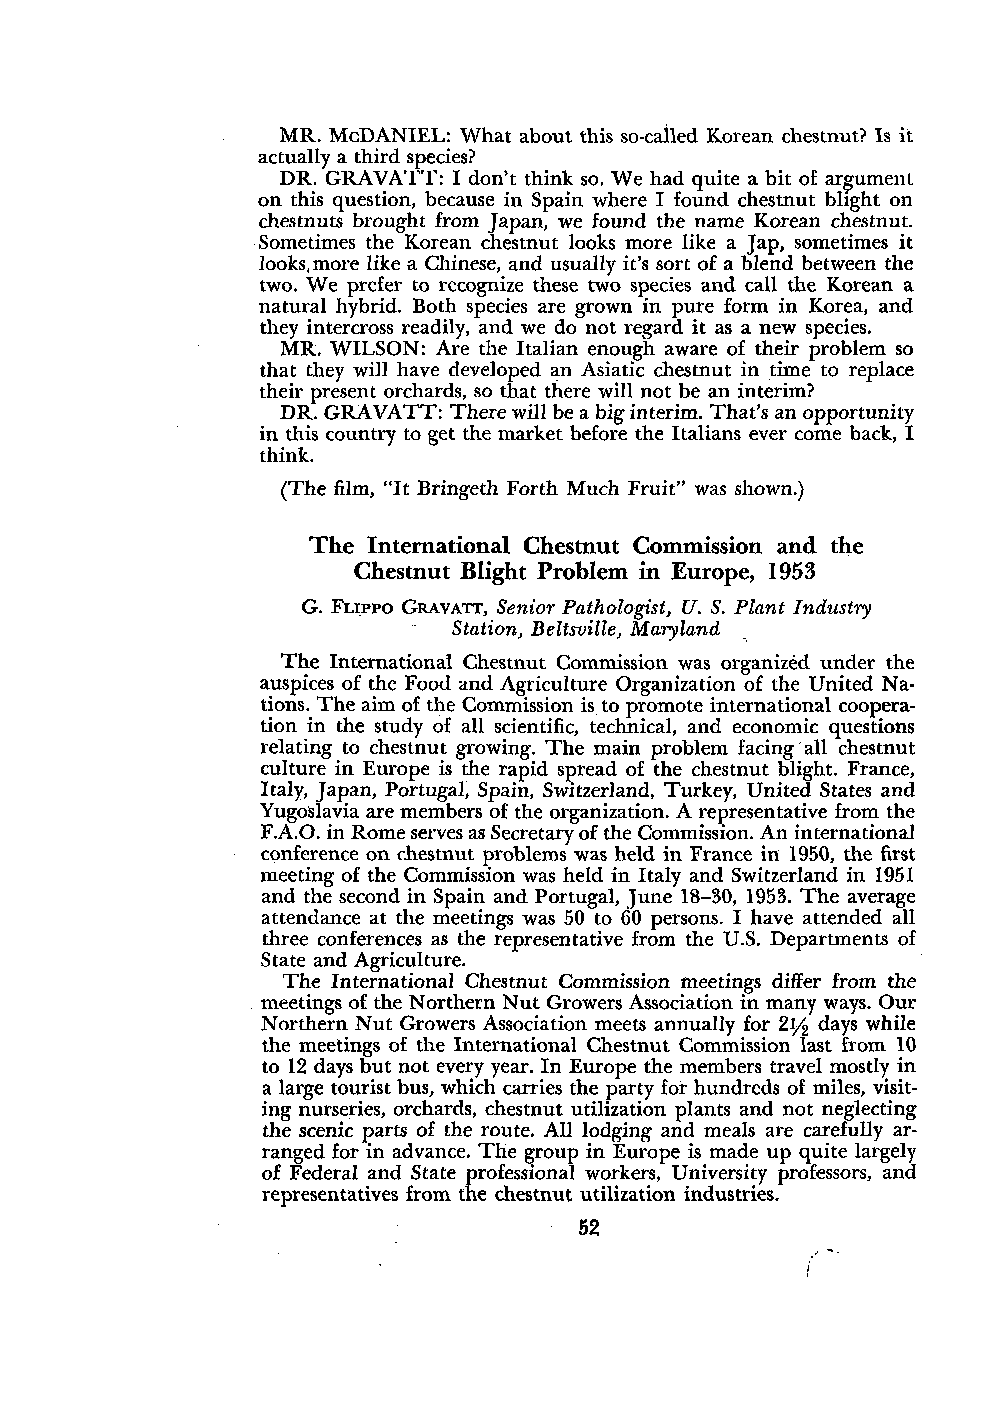 MR. McDANIEL: What about this so-called Korean chestnut? Is it
actually a third species?
DR. GRAVATT: I don't think so. We had quite a bit of argument
on this question, because in Spain where I found chestnut blight on
chestnuts brought from Japan, we found the name Korean chestnut.
Sometimes the Korean chestnut looks more like a Jap, sometimes it
looks more like a Chinese, and usually it's sort of a blend between the
two. We prefer to recognize these two species and call the Korean a
natural hybrid. Both species are grown in pure form in Korea, and
they intercross readily, and we do not regard it as a new species.
MR. WILSON: Are the Italian enough aware of their problem so
that they will have developed an Asiatic chestnut in time to replace
their present orchards, so that there will not be an interim?
DR. GRAVATT: There will be a big interim. That's an opportunity
in this country to get the market before the Italians ever come back, I
think.
(The film, "It Bringeth Forth Much Fruit" was shown.)
The International Chestnut Commission and the
Chestnut Blight Problem in Europe, 1953
G. FLIPPO GRAVATT, Senior Pathologist, U. S. Plant Industry
Station, Beltsville, Maryland
The International Chestnut Commission was organized under the
auspices of the Food and Agriculture Organization of the United Na-
tions. The aim of the Commission is to promote international coopera-
tion in the study of all scientific, technical, and economic questions
relating to chestnut growing. The main problem facing all chestnut
culture in Europe is the rapid spread of the chestnut blight. France,
Italy, Japan, Portugal, Spain, Switzerland, Turkey, United States and
Yugoslavia are members of the organization. A representative from the
F.A.O. in Rome serves as Secretary of the Commission. An international
conference on chestnut problems was held in France in 1950, the first
meeting of the Commission was held in Italy and Switzerland in 1951
and the second in Spain and Portugal, June 18–30, 1953. The average
attendance at the meetings was 50 to 60 persons. I have attended all
three conferences as the representative from the U.S. Departments of
State and Agriculture.
The International Chestnut Commission meetings differ from the
meetings of the Northern Nut Growers Association in many ways. Our
Northern Nut Growers Association meets annually for 2½ days while
the meetings of the International Chestnut Commission last from 10
to 12 days but not every year. In Europe the members travel mostly in
a large tourist bus, which carries the party for hundreds of miles, visit-
ing nurseries, orchards, chestnut utilization plants and not neglecting
the scenic parts of the route. All lodging and meals are carefully ar-
ranged for in advance. The group in Europe is made up quite largely
of Federal and State professional workers, University professors, and
representatives from the chestnut utilization industries.
52